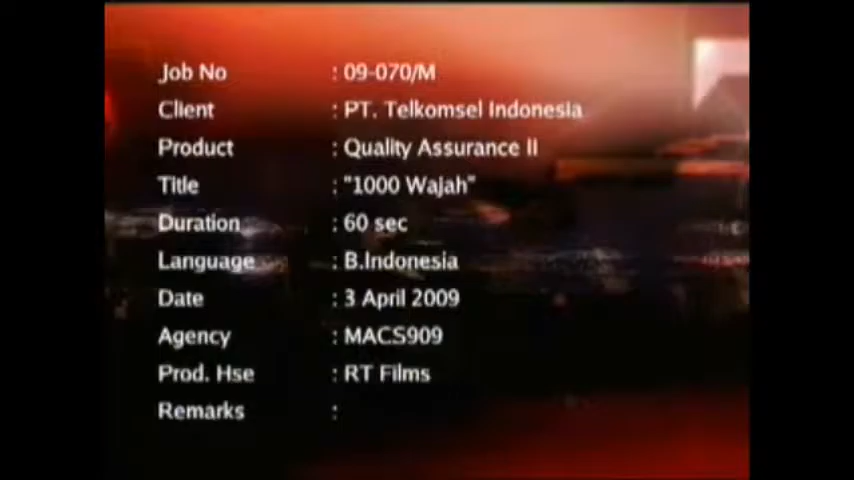 Job No : 09-070/M
Client : PT. Telkomsel Indonesia
Product : Quality Assurance II
Title : "1000 Wajah"
Duration : 60 sec
Language : B.Indonesia
Date : 3 April 2009
Agency : MACS909
Prod. Hse : RT Films
Remarks :